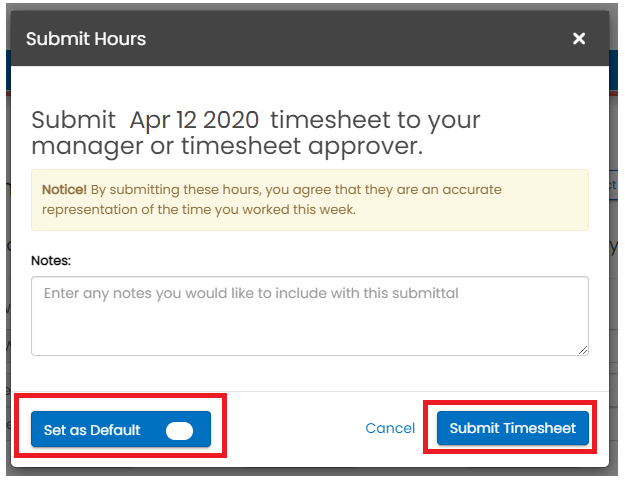 Submit Hours
Submit Apr 12 2020 timesheet to your
manager or timesheet approver.
Notice! By submitting these hours, you agree that they are an accurate
representation of the time you worked this week.
Notes:
Enter any notes you would like to include with this submittal
Set as Default
Cancel
Submit Timesheet